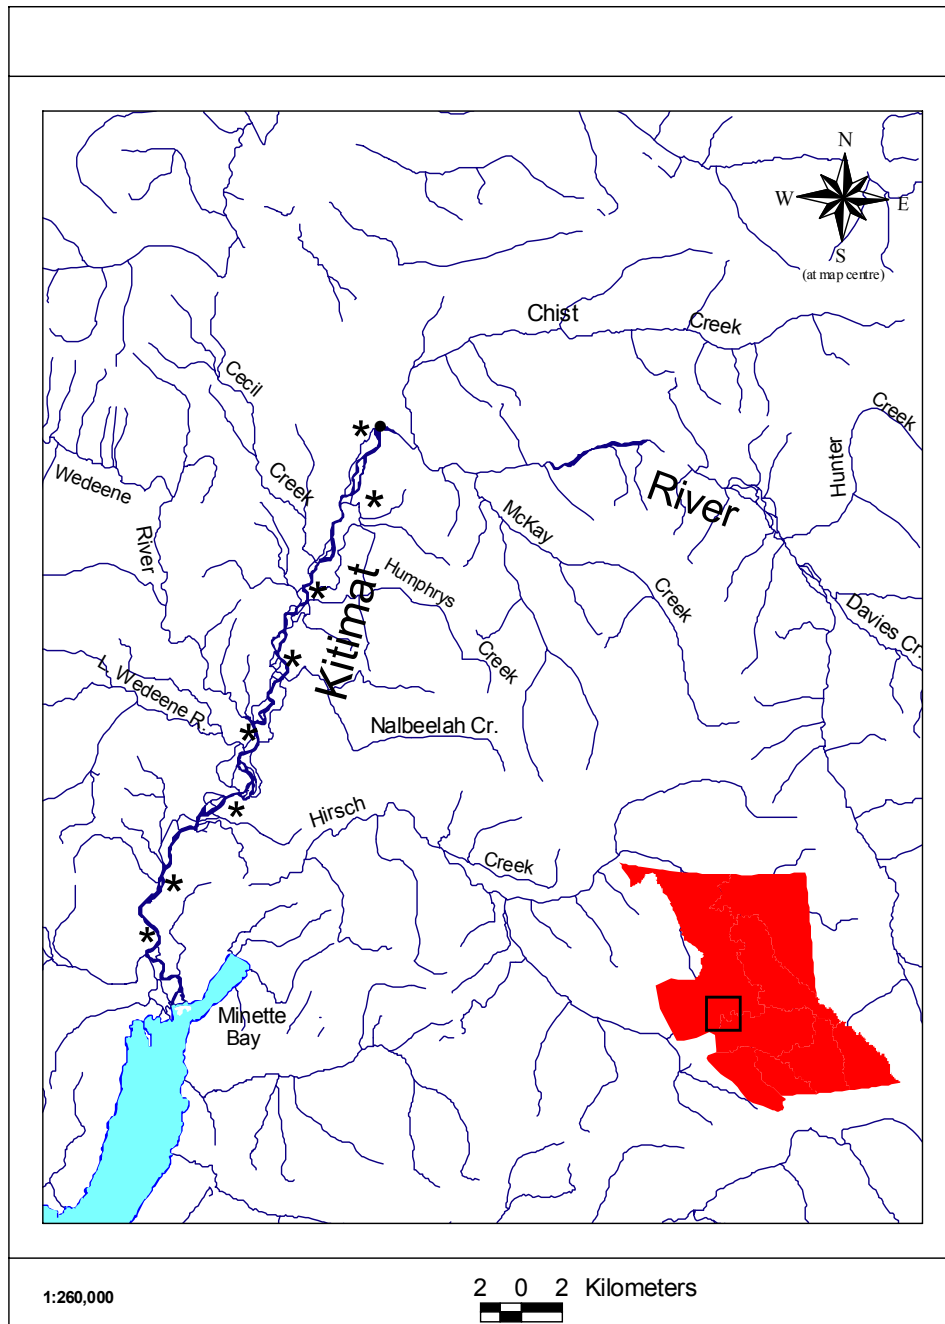 N
W
E
S
(at map centre)
Chist
Creek
Cecil
Creek
Creek
Hunter
Wedeene
River
River
McKay
Creek
Humphrys
Creek
Kitimat
Davies Cr.
L. Wedeene R.
Nalbeelah Cr.
Hirsch
Creek
Minette
Bay
1:260,000
2 0 2 Kilometers